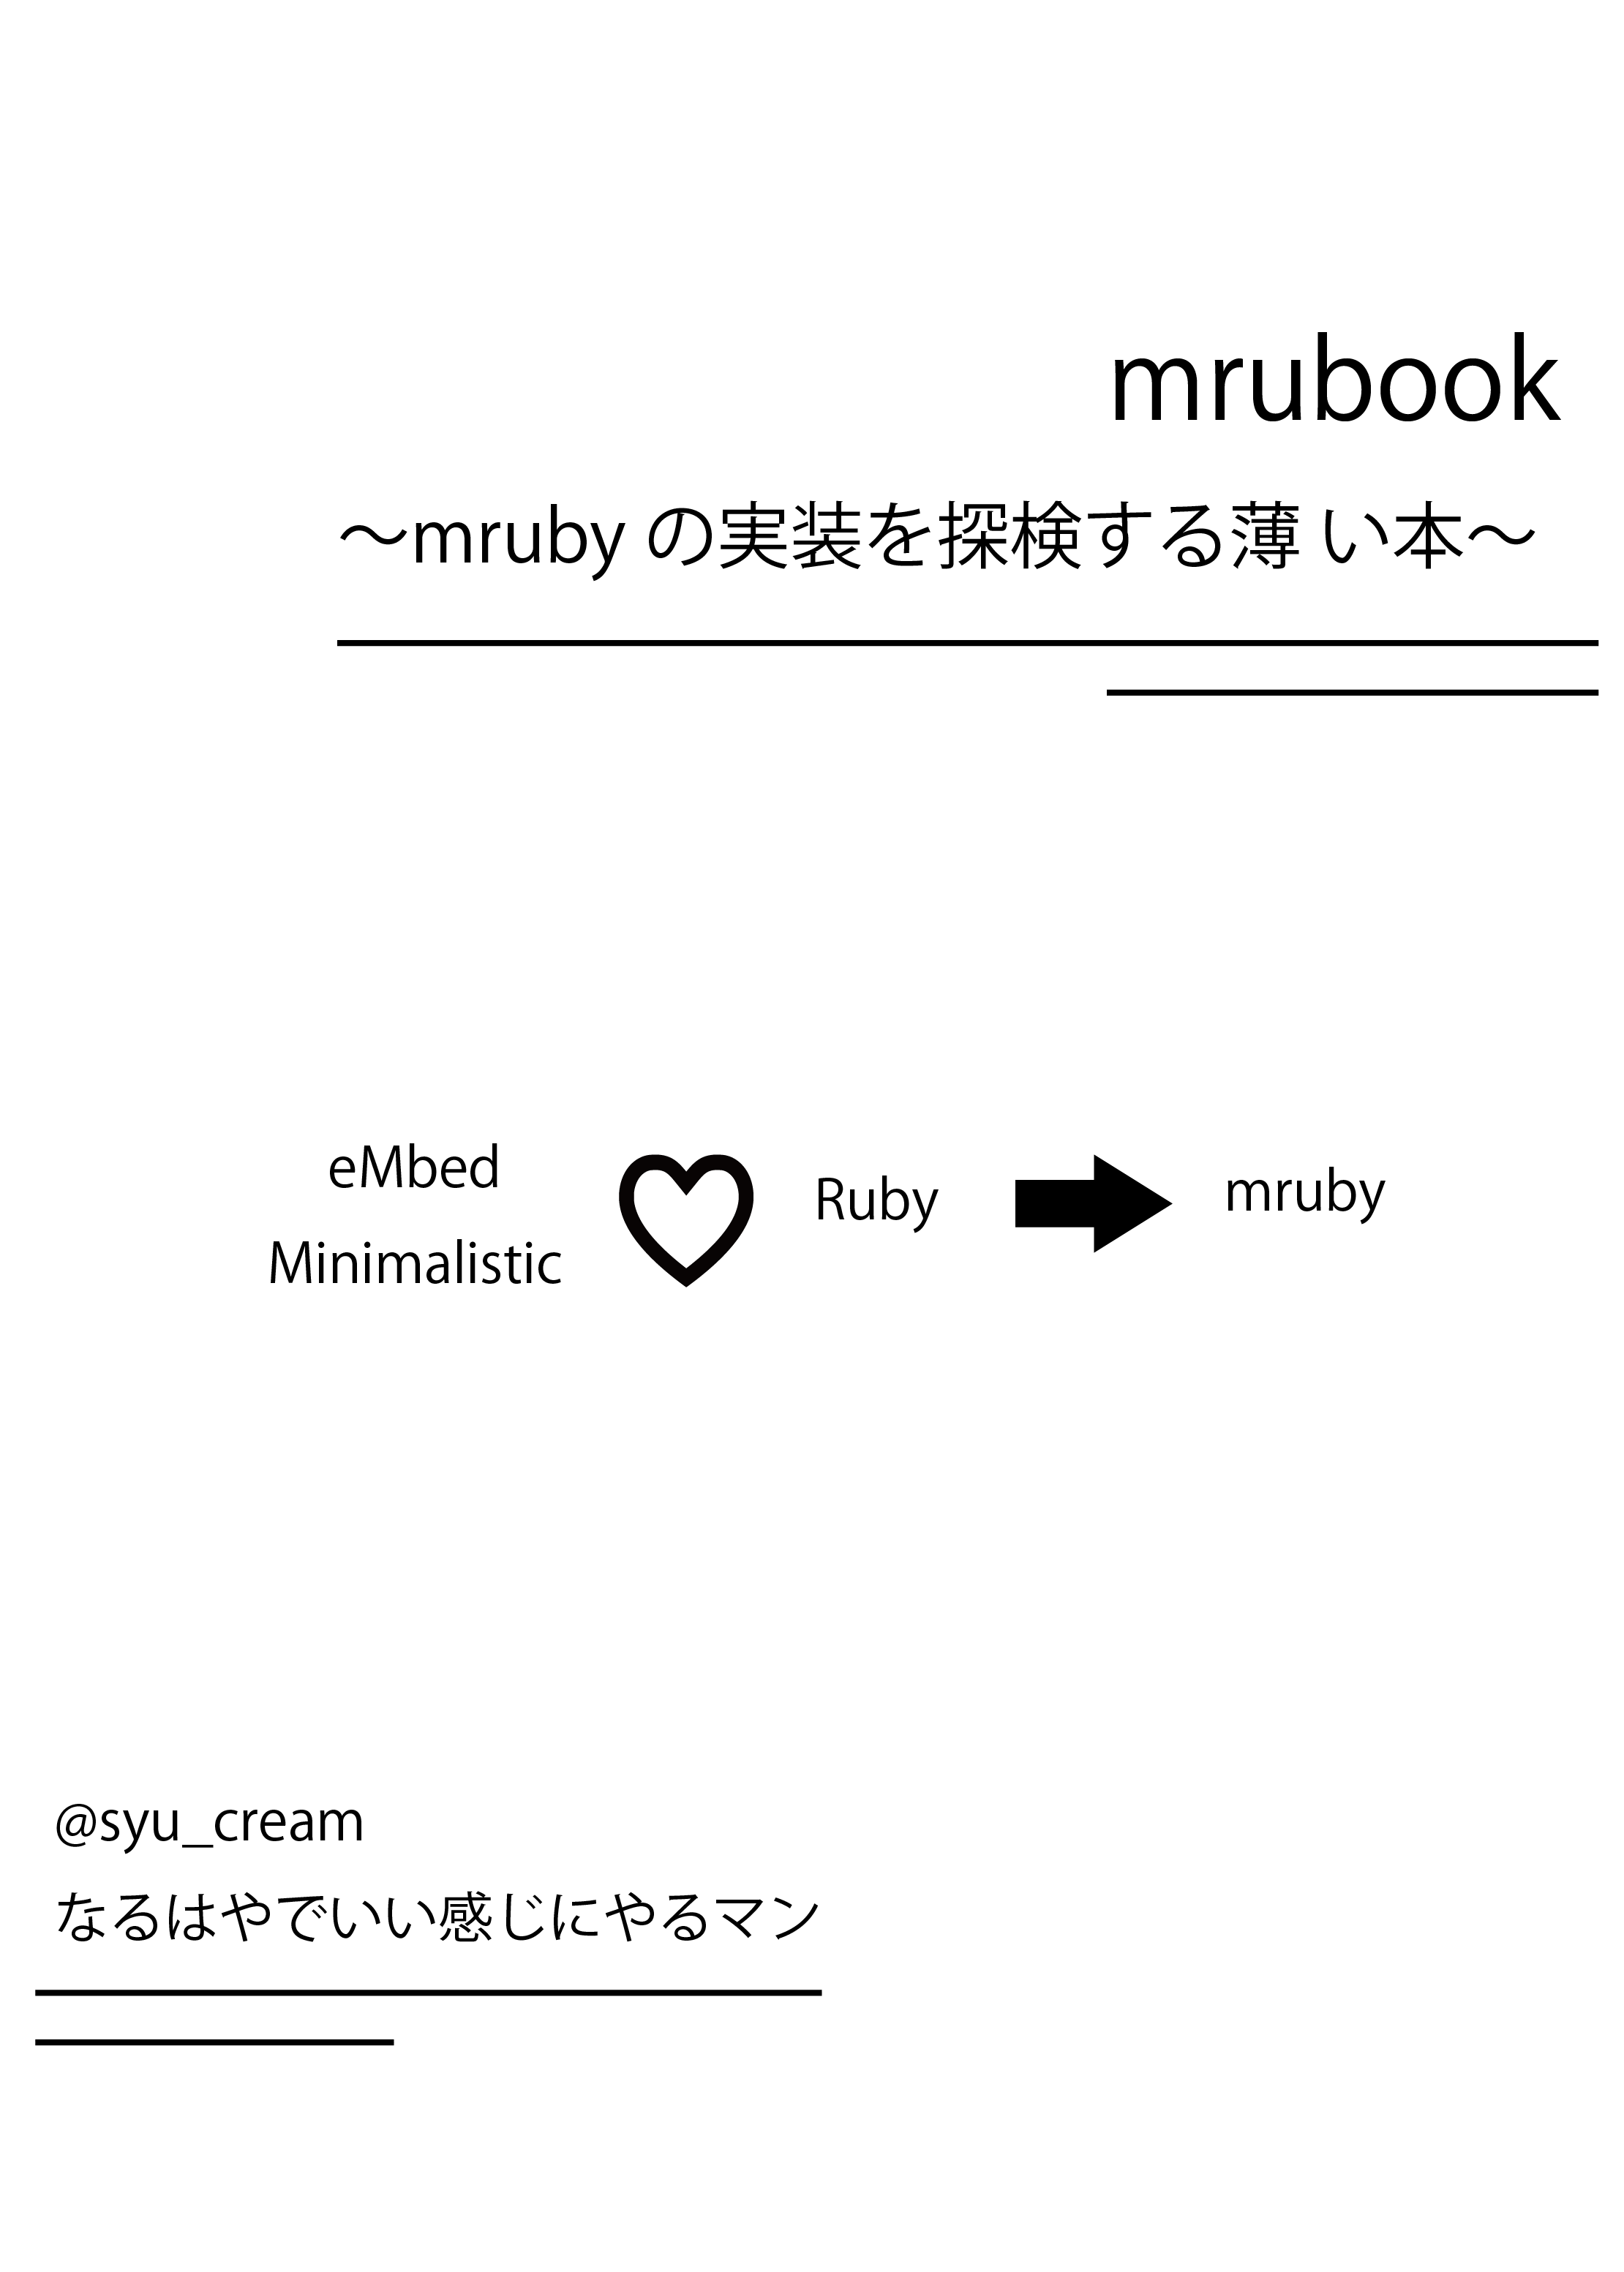 mrubook
〜mruby の実装を探検する薄い本〜
eMbed
Minimalistic
Ruby
mruby
@syu_cream
なるはやでいい感じにやるマン